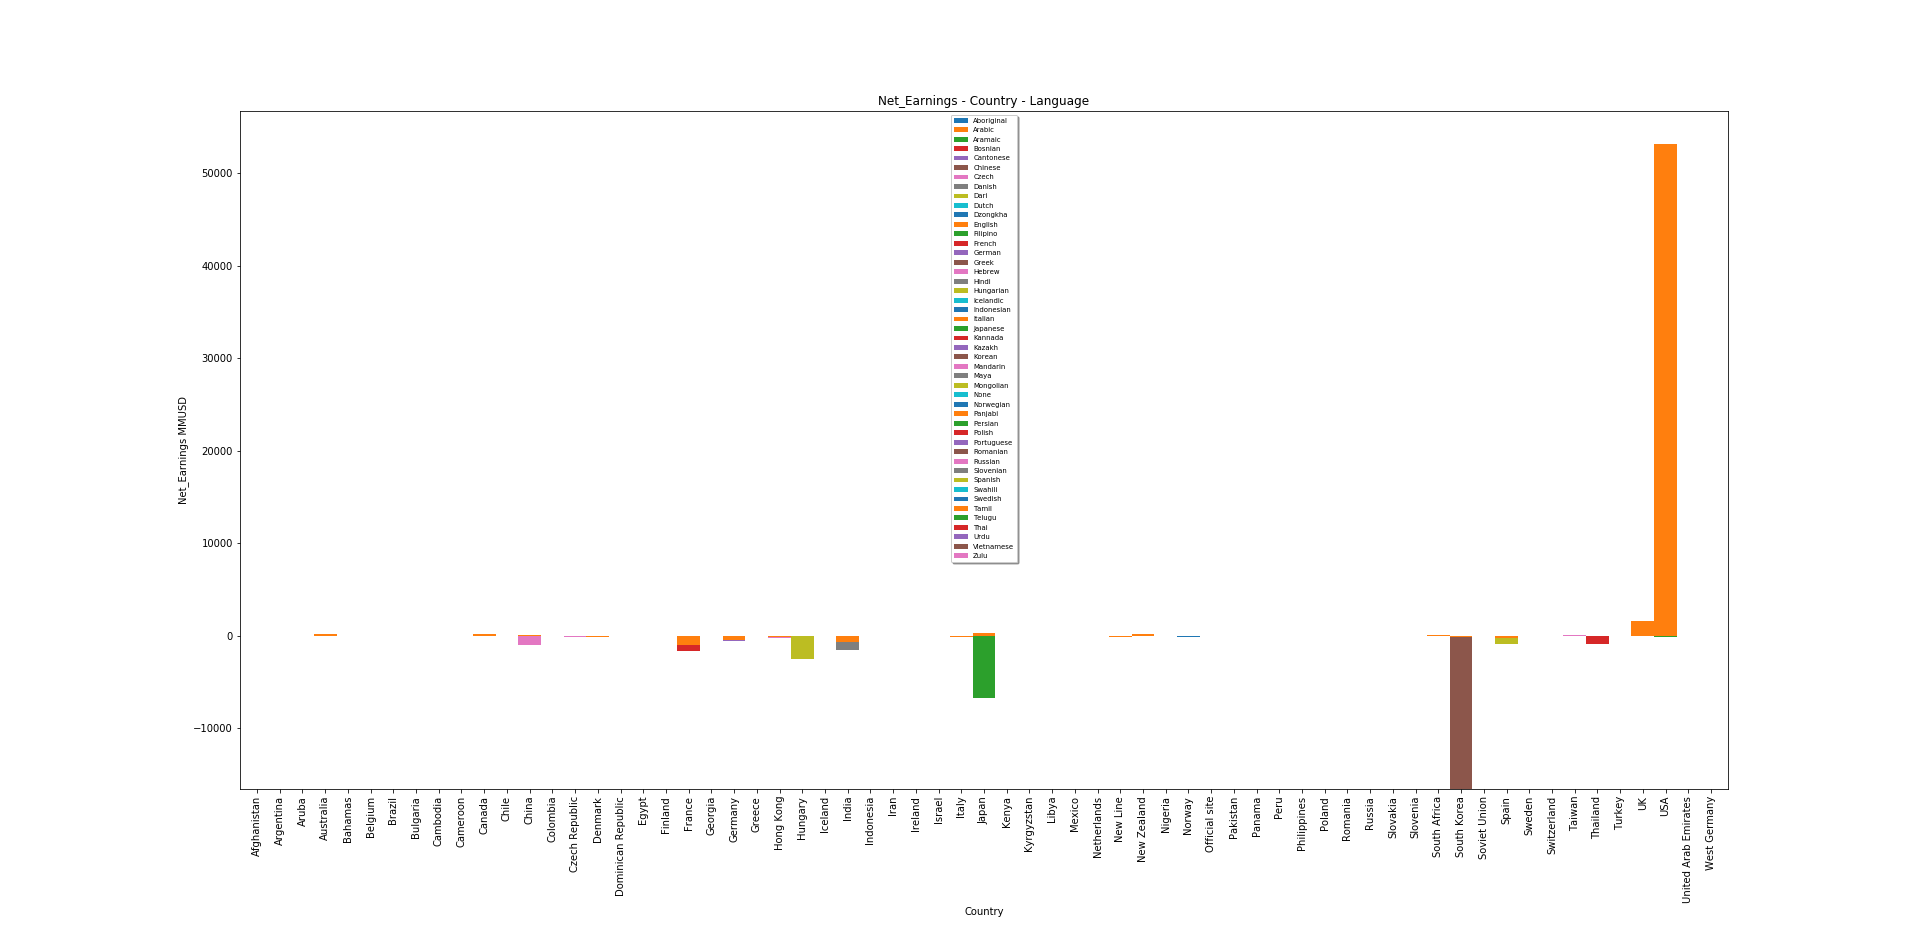 Net_Earnings - Country - Language
Aboriginal
Arabic
Aramaic
Bosnian
Cantonese
Chinese
Czech
Danish
Dari
Dutch
Dzongkha
English
Filipino
French
German
Greek
Hebrew
Hindi
Hungarian
Icelandic
Indonesian
Italian
Japanese
Kannada
Kazakh
Korean
Mandarin
Maya
Mongolian
None
Norwegian
Panjabi
Persian
Polish
Portuguese
Romanian
Russian
Slovenian
Spanish
Swahili
Swedish
Tamil
Telugu
Thai
Urdu
Vietnamese
Zulu
Net_Earnings MMUSD
50000
40000
30000
20000
10000
0
−10000
Afghanistan
Argentina
Aruba
Australia
Bahamas
Belgium
Brazil
Bulgaria
Cambodia
Cameroon
Canada
Chile
China
Colombia
Czech Republic
Denmark
Dominican Republic
Egypt
Finland
France
Georgia
Germany
Greece
Hong Kong
Hungary
Iceland
India
Indonesia
Iran
Ireland
Israel
Italy
Japan
Kenya
Kyrgyzstan
Libya
Mexico
Netherlands
New Line
New Zealand
Nigeria
Norway
Official site
Pakistan
Panama
Peru
Philippines
Poland
Romania
Russia
Slovakia
Slovenia
South Africa
South Korea
Soviet Union
Spain
Sweden
Switzerland
Taiwan
Thailand
Turkey
UK
USA
United Arab Emirates
West Germany
Country